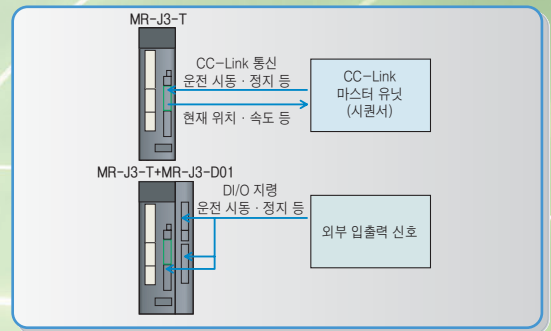 MR-J3-T
CC-Link 통신
운전 시동 · 정지 등
현재 위치 · 속도 등
CC-Link
마스터 유닛
(시퀀서)
MR-J3-T+MR-J3-D01
DI/O 지령
운전 시동 · 정지 등
외부 입출력 신호